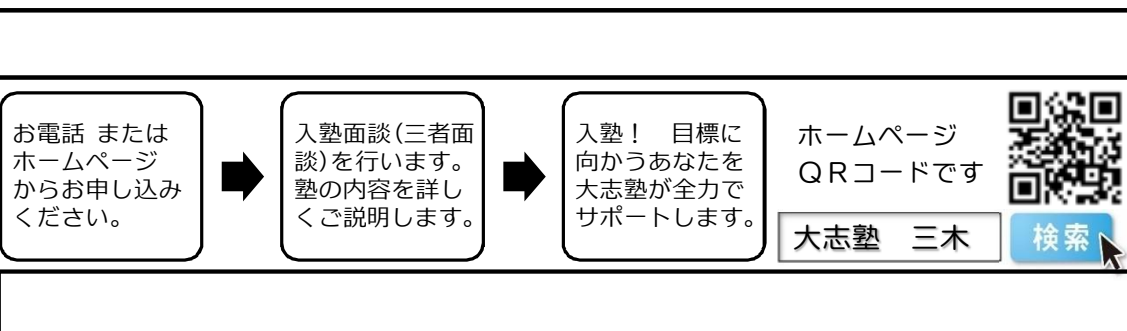 お電話 または
ホームページ
からお申し込み
ください。
入塾面談(三者面
談)を行います。
塾の内容を詳し
くご説明します。
入塾！　目標に
向かうあなたを
大志塾が全力で
サポートします。
ホームページ
ＱＲコードです
大志塾　三木
検索